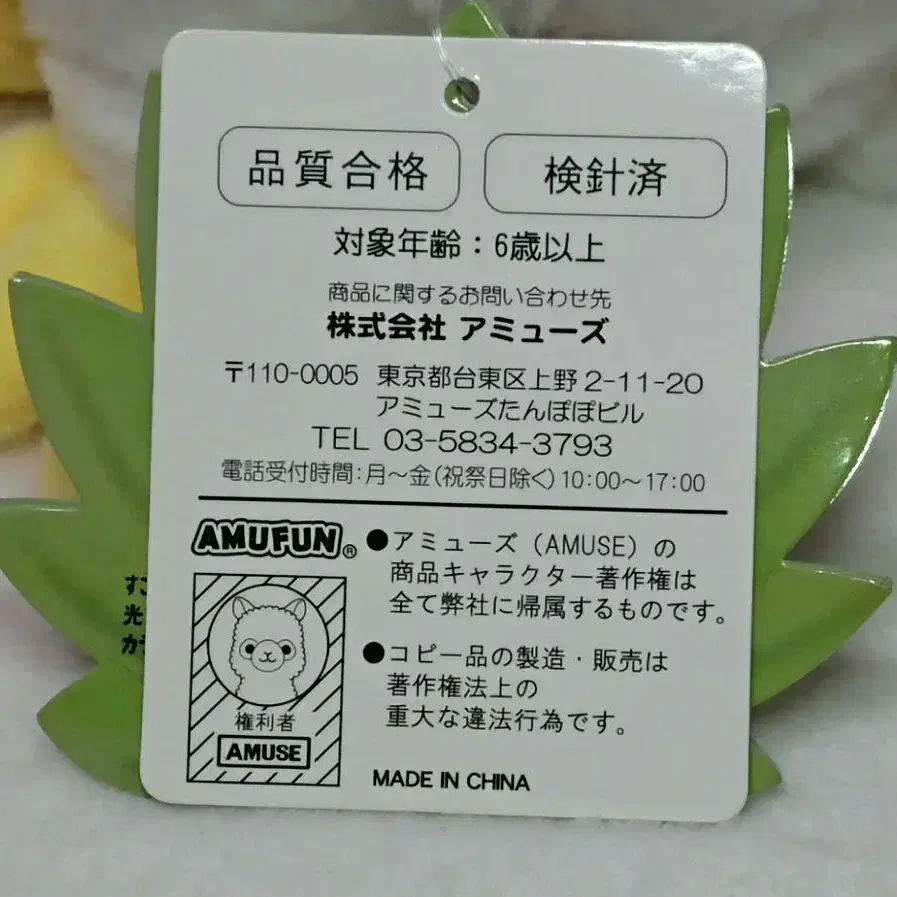 品質合格
検針済
対象年齢：6歳以上
商品に関するお問い合わせ先
株式会社 アミューズ
〒110-0005 東京都台東区上野2-11-20
アミューズたんぽぽビル
TEL 03-5834-3793
電話受付時間：月～金(祝祭日除く)10:00～17:00
AMUFUN®
●アミューズ（AMUSE）の
商品キャラクター著作権は
全て弊社に帰属するものです。
●コピー品の製造・販売は
著作権法上の
重大な違法行為です。
権利者
AMUSE
MADE IN CHINA
光